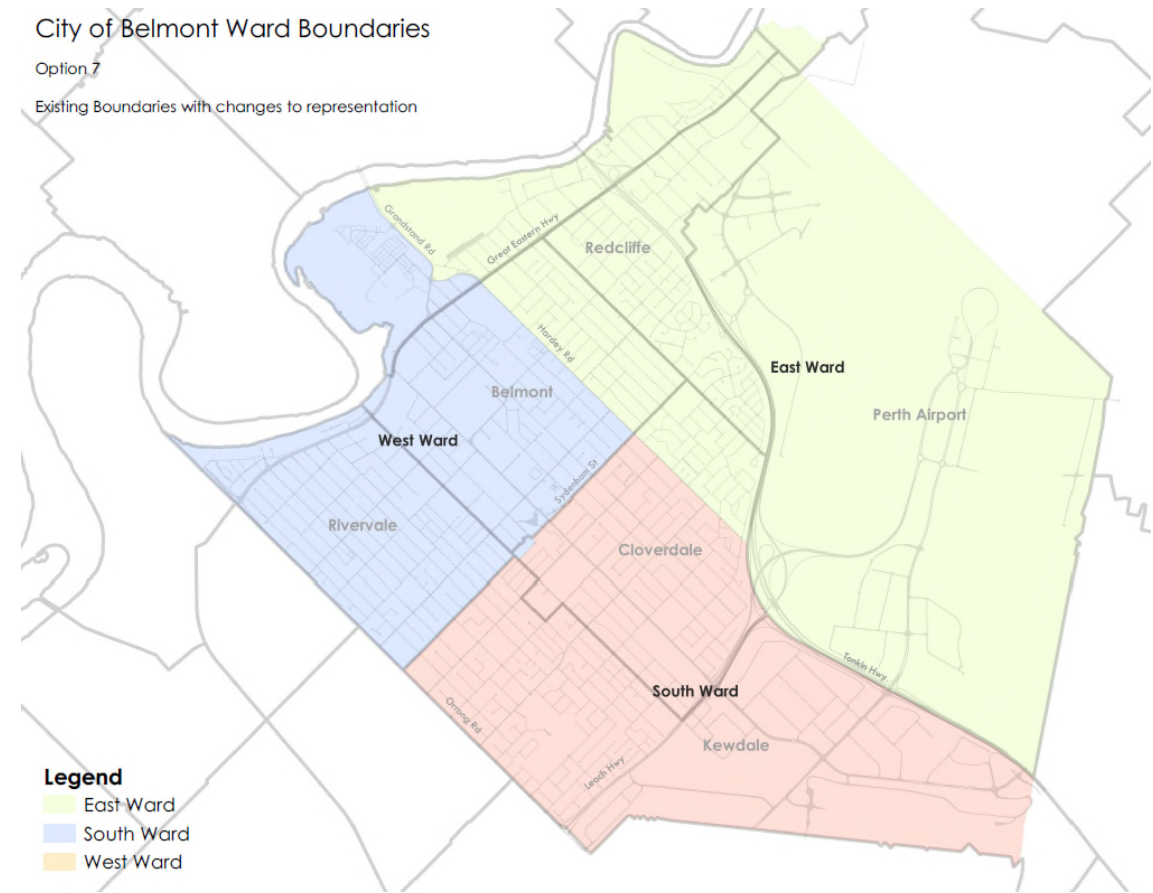 City of Belmont Ward Boundaries
Option 7
Existing Boundaries with changes to representation
Grandstand Rd
Great Eastern Hwy
Redcliffe
Hardey Rd
East Ward
Belmont
Perth Airport
West Ward
Sydenham St
Rivervale
Cloverdale
Tonkin Hwy
South Ward
Orrong Rd
Kewdale
Leach Hwy
Legend
East Ward
South Ward
West Ward